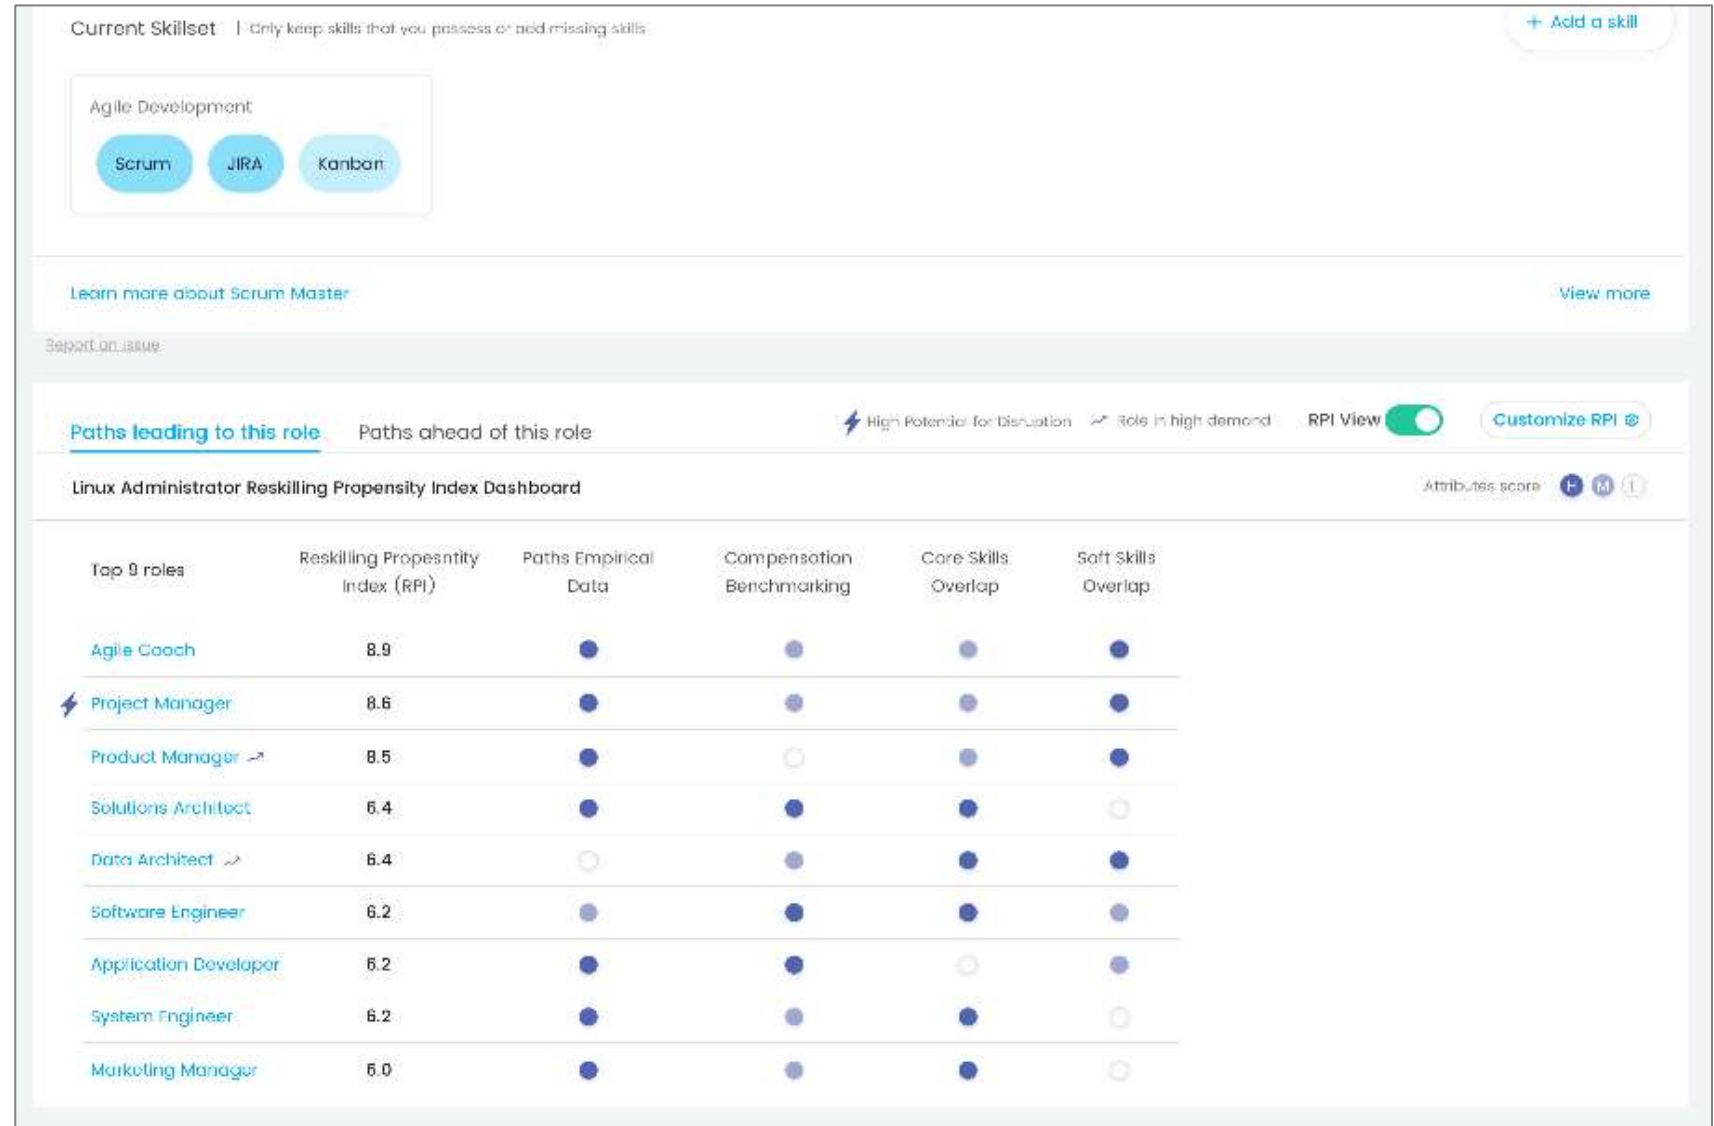 Current Skillset | Only keep skills that you possess or add missing skills
+ Add a skill
Agile Development
Scrum JIRA Kanban
Learn more about Scrum Master
View more
Report an issue
Paths leading to this role
Paths ahead of this role
High Potential for Disruption
Role in high demand
RPI View
Customize RPI
Linux Administrator Reskilling Propensity Index Dashboard
Attributes score H M L
Top 9 roles
Reskilling Propesntity
Index (RPI)
Paths Empirical
Data
Compensation
Benchmarking
Core Skills
Overlap
Soft Skills
Overlap
Agile Coach 8.9
Project Manager 8.6
Product Manager 8.5
Solutions Architect 6.4
Data Architect 6.4
Software Engineer 6.2
Application Developer 6.2
System Engineer 6.2
Marketing Manager 6.0